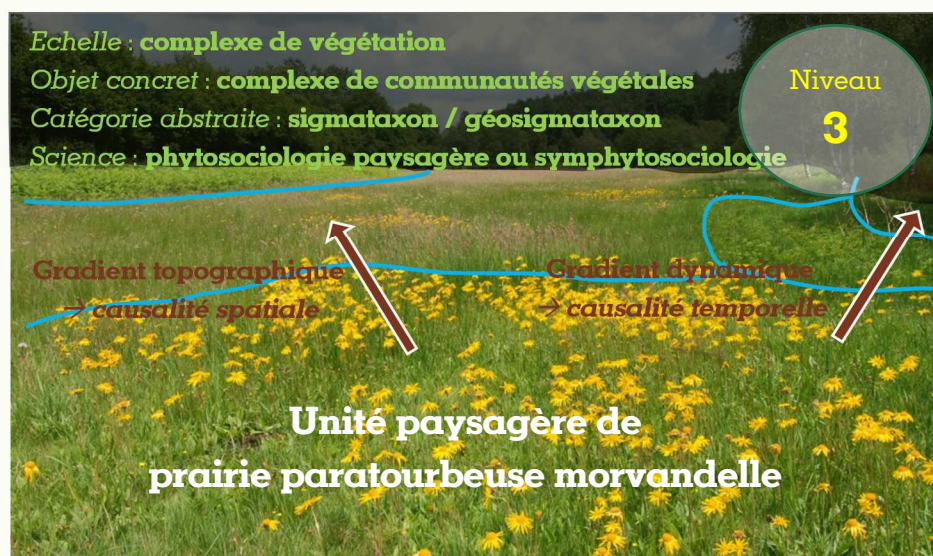 Echelle : complexe de végétation
Objet concret : complexe de communautés végétales
Catégorie abstraite : sigmataxon / géosigmataxon
Science : phytosociologie paysagère ou symphytosociologie
Niveau
3
Gradient topographique
→ causalité spatiale
Gradient dynamique
→ causalité temporelle
Unité paysagère de
prairie paratourbeuse morvandelle